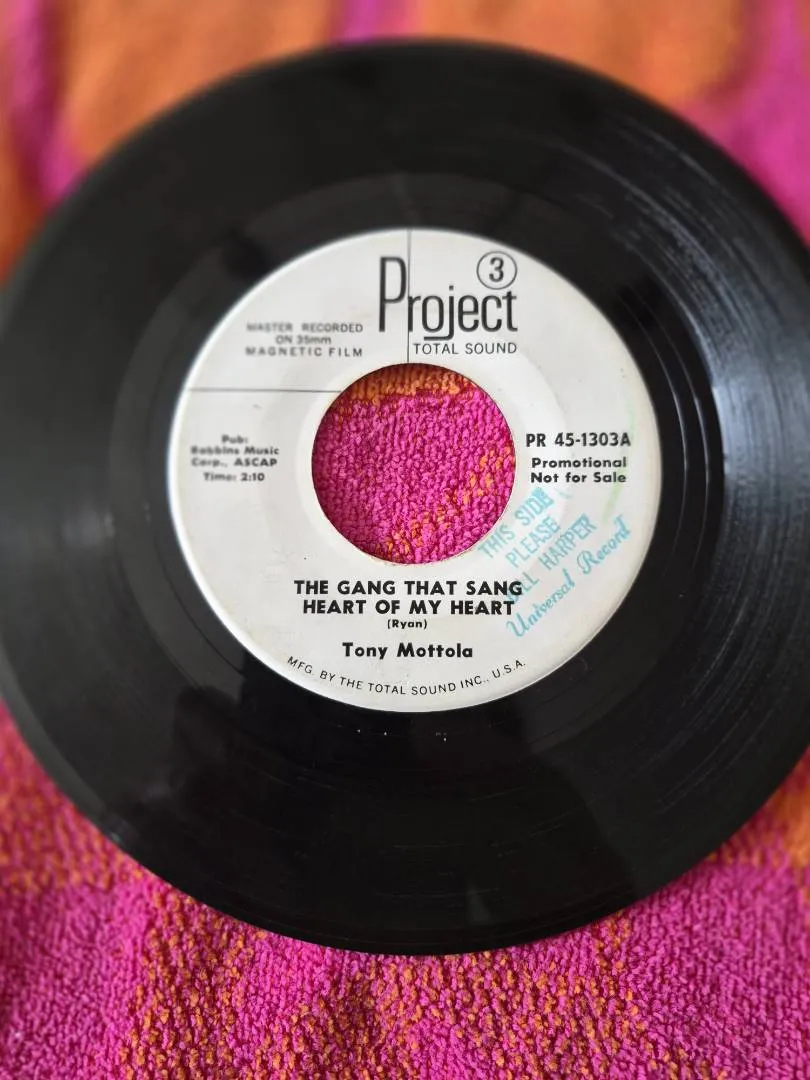 Project 3
TOTAL SOUND
MASTER RECORDED
ON 35mm
MAGNETIC FILM
Pub:
Robbins Music
Corp., ASCAP
Time: 2:10
PR 45-1303A
Promotional
Not for Sale
THIS SIDE
PLEASE
HARPER
Universal Record
THE GANG THAT SANG
HEART OF MY HEART
(Ryan)
Tony Mottola
MFG. BY THE TOTAL SOUND INC., U.S.A.